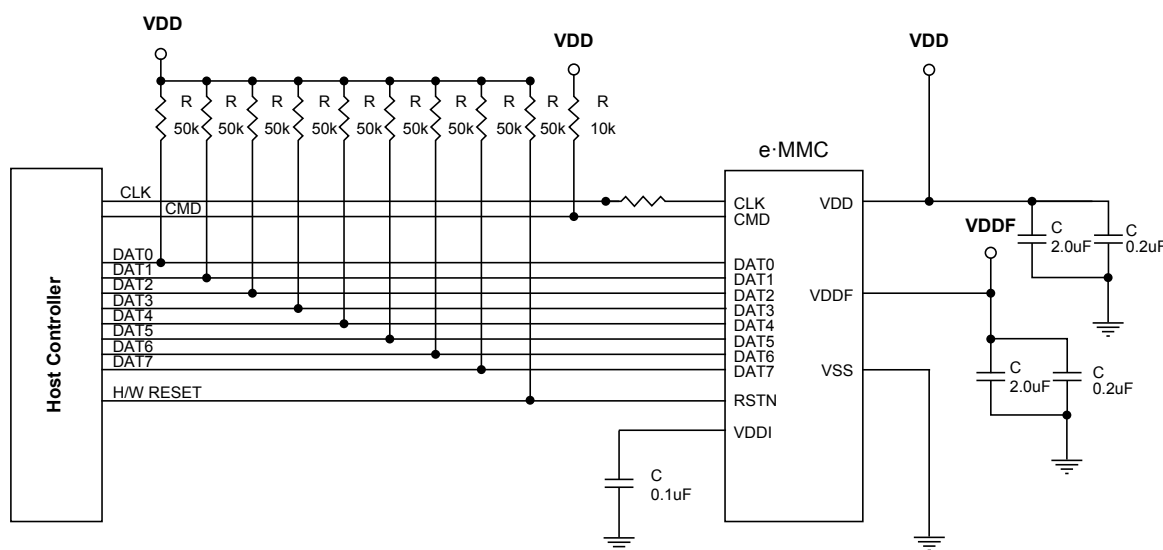 VDD
VDD
VDD
R
R
R
R
R
R
R
R
R
R
50k
50k
50k
50k
50k
50k
50k
50k
50k
10k
e·MMC
CLK
CMD
CLK
CMD
VDD
VDDF
C
2.0uF
C
0.2uF
DAT0
DAT1
DAT2
DAT3
DAT4
DAT5
DAT6
DAT7
H/W RESET
Host Controller
DAT0
DAT1
DAT2
DAT3
DAT4
DAT5
DAT6
DAT7
RSTN
VDDI
VDDF
VSS
C
2.0uF
C
0.2uF
C
0.1uF